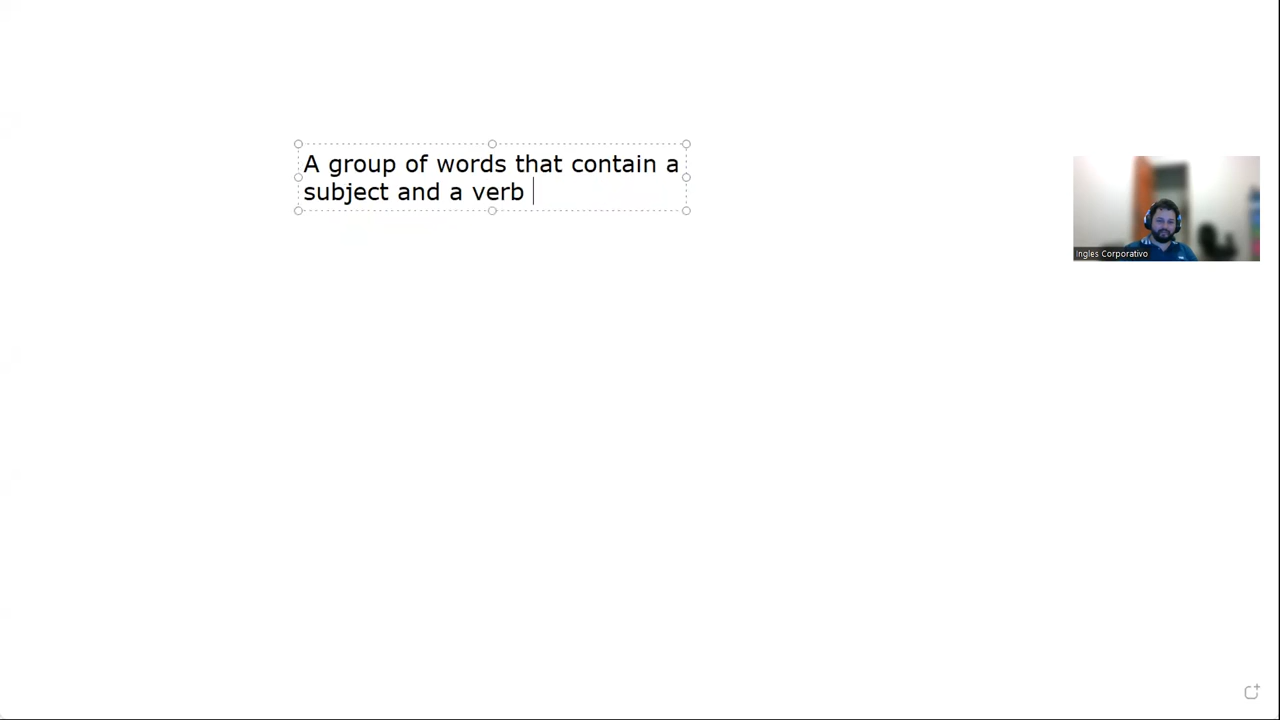 A group of words that contain a
subject and a verb
Ingles Corporativo